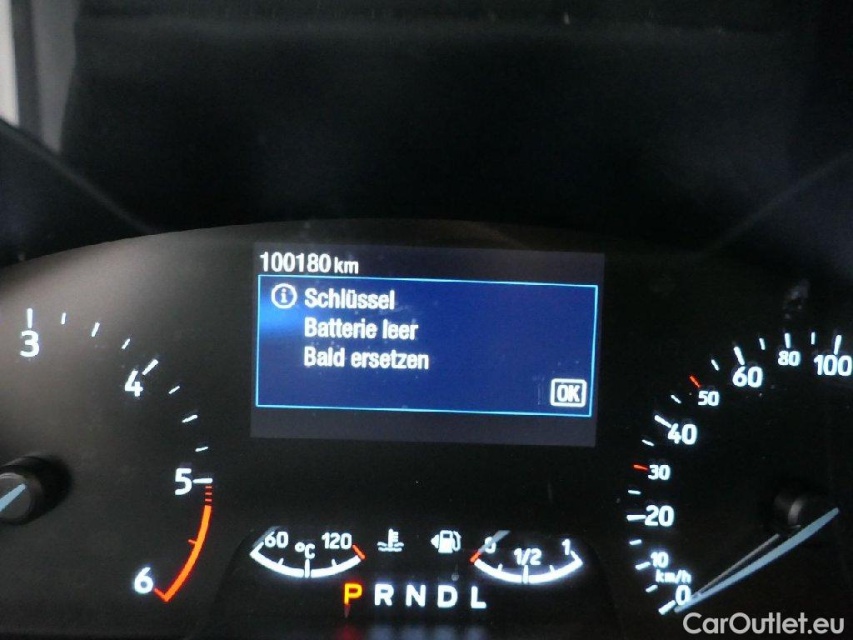 100180 km
Schlüssel
Batterie leer
Bald ersetzen
OK
3
4
5
6
60 °C 120
0 1/2 1
P R N D L
100
80
60
50
40
30
20
10
km/h
0
CarOutlet.eu